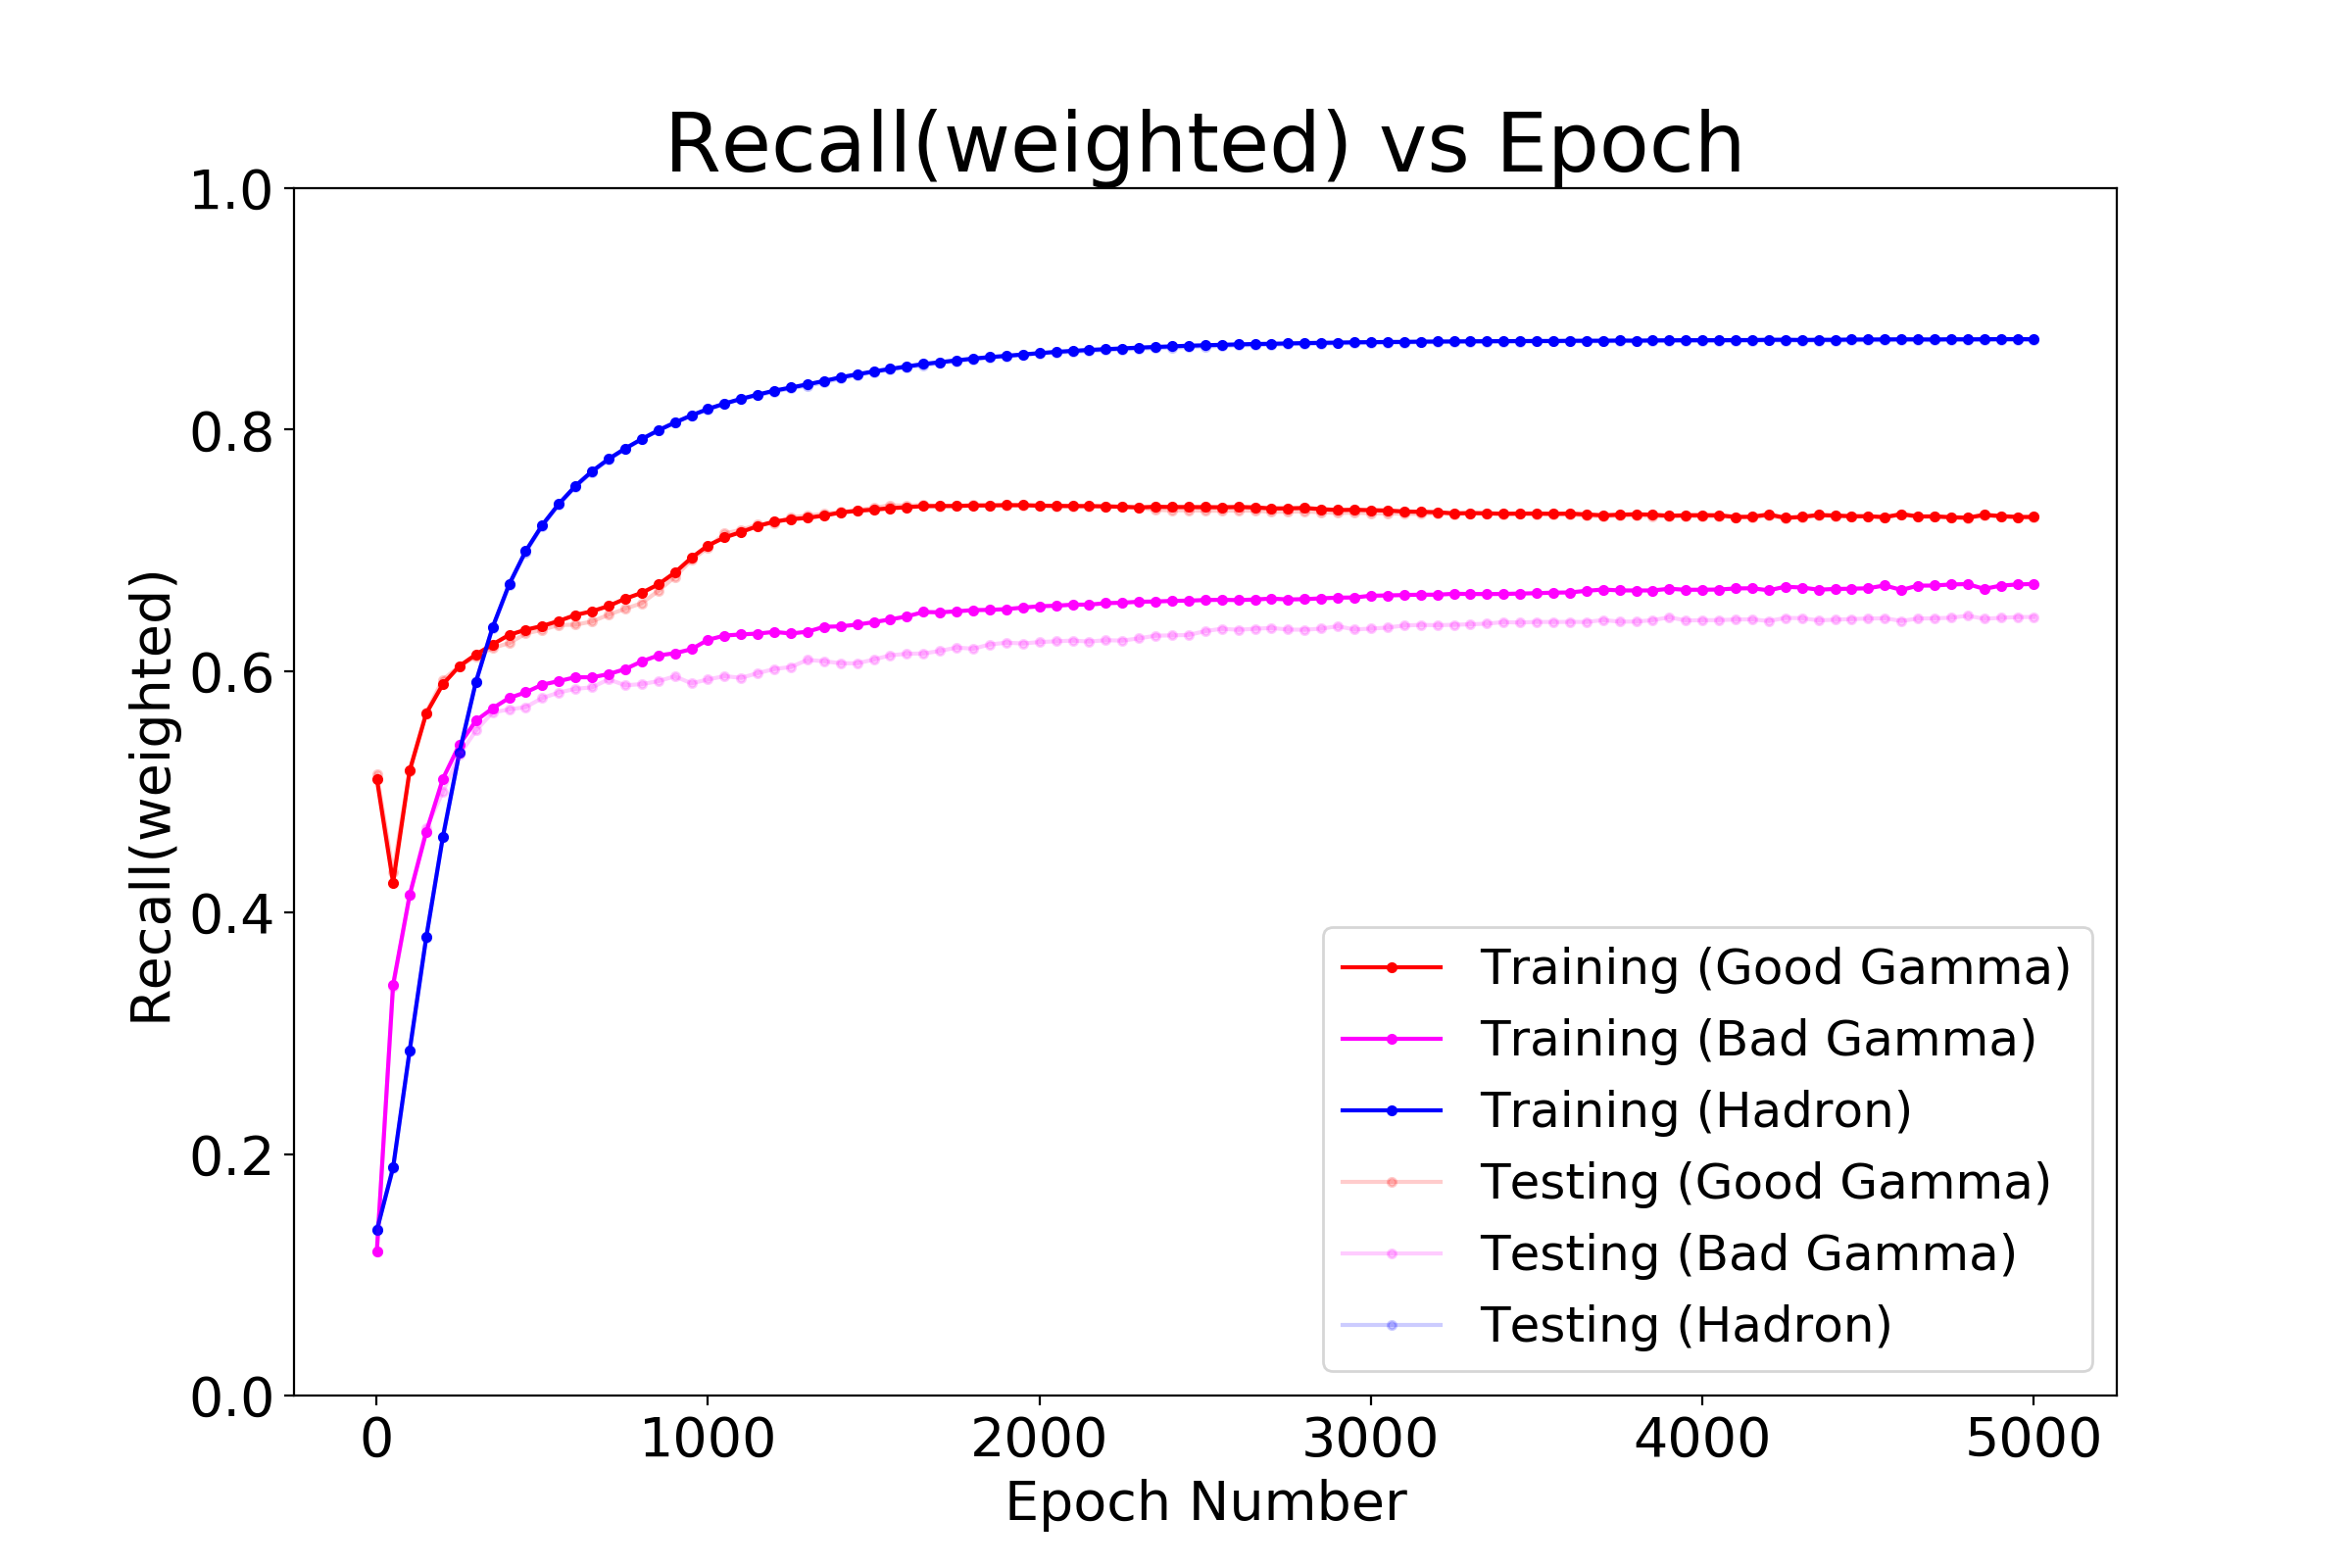 Recall(weighted) vs Epoch
1.0
0.8
0.6
0.4
0.2
0.0
Recall(weighted)
0 1000 2000 3000 4000 5000
Epoch Number
Training (Good Gamma)
Training (Bad Gamma)
Training (Hadron)
Testing (Good Gamma)
Testing (Bad Gamma)
Testing (Hadron)